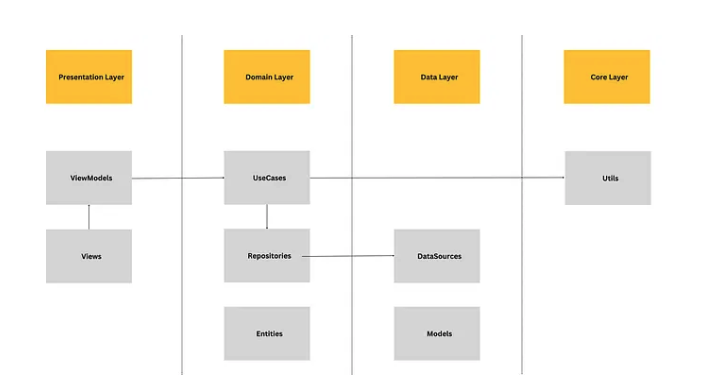 Presentation Layer
Domain Layer
Data Layer
Core Layer
ViewModels
UseCases
Utils
Views
Repositories
DataSources
Entities
Models